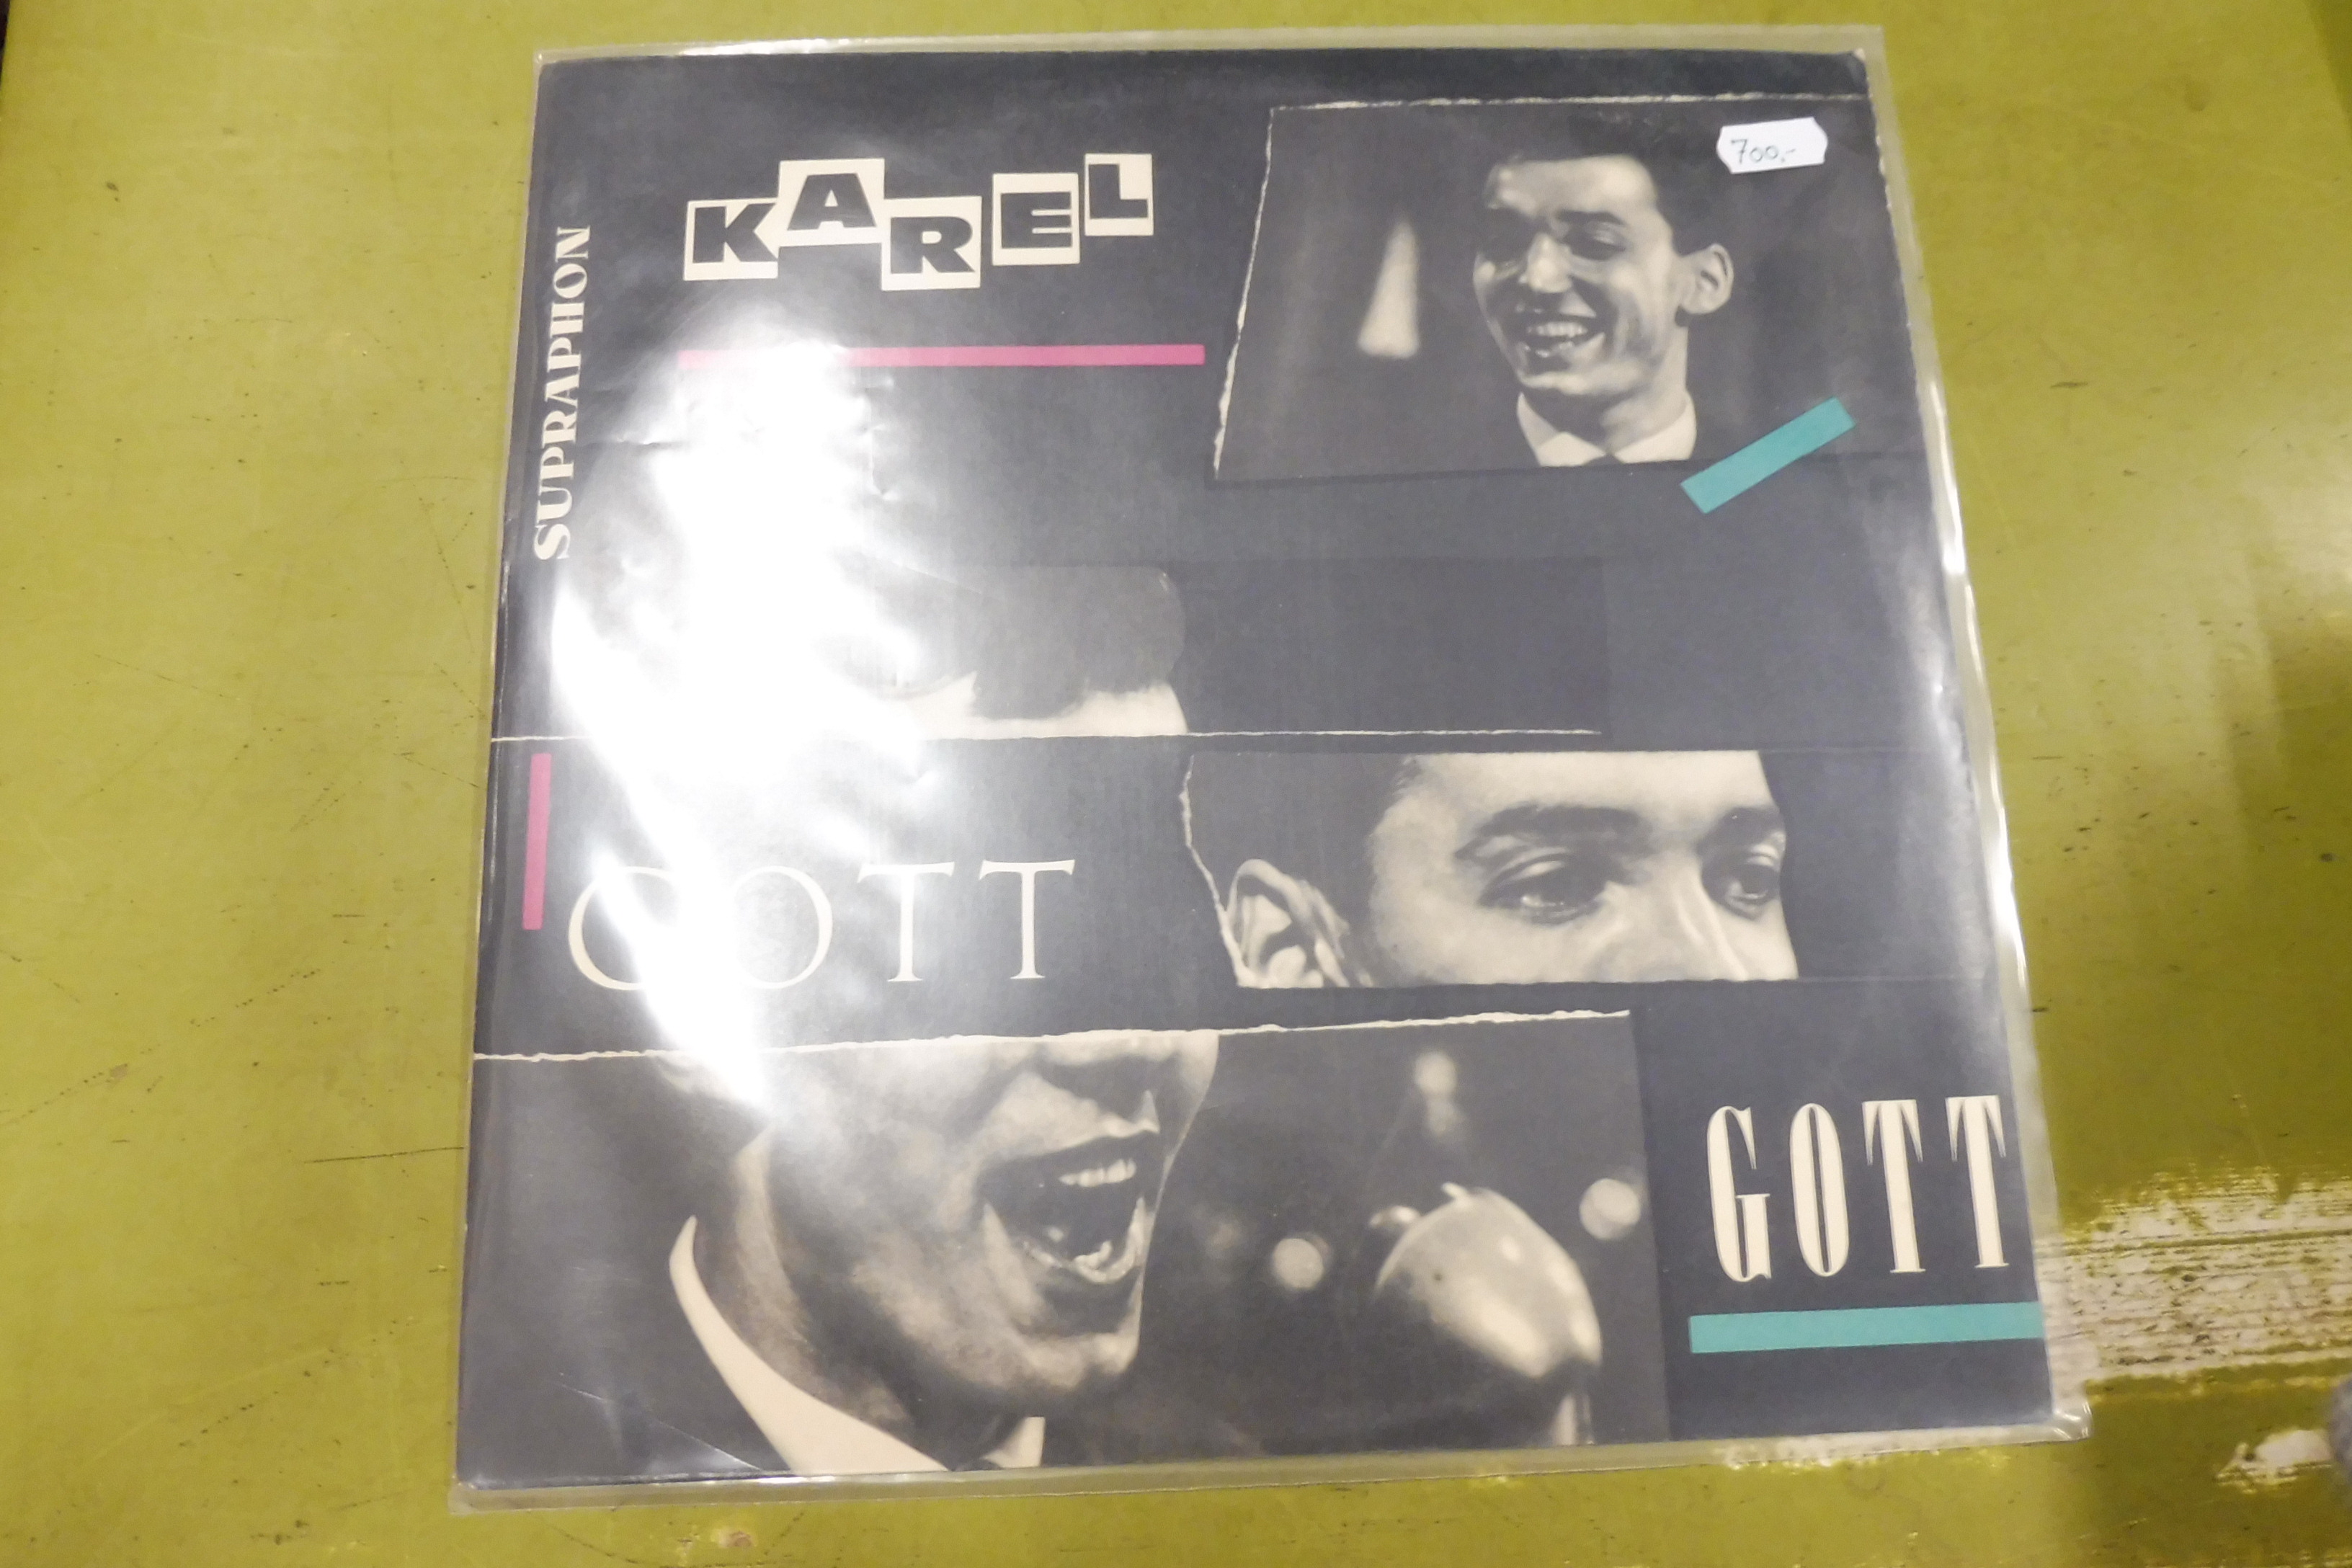 SUPRAPHON
KAREL
700,-
GOTT
GOTT